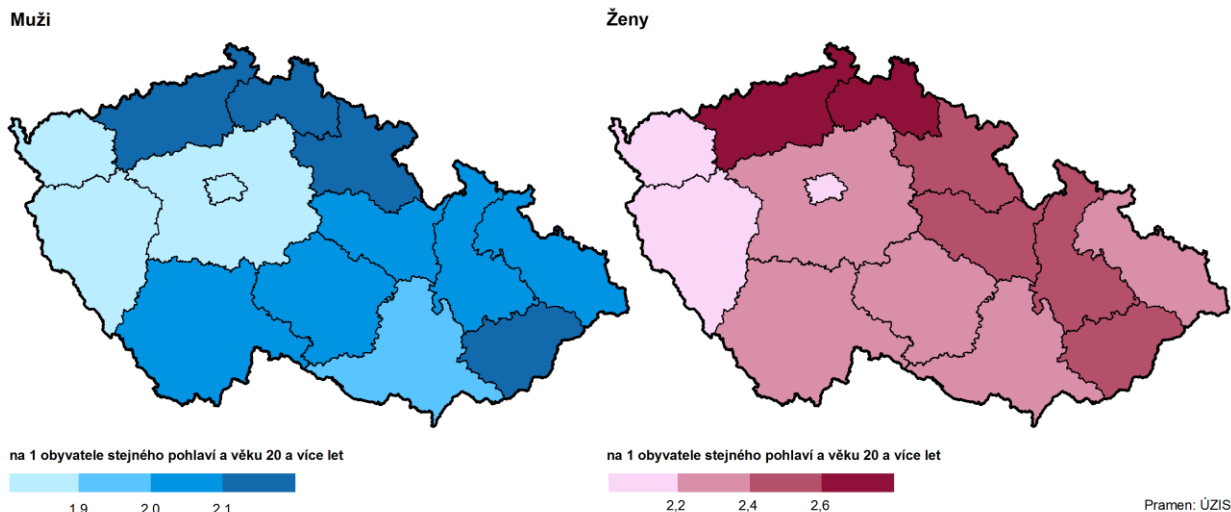 Muži
Ženy
na 1 obyvatele stejného pohlaví a věku 20 a více let
1,9 2,0 2,1
na 1 obyvatele stejného pohlaví a věku 20 a více let
2,2 2,4 2,6
Pramen: ÚZIS